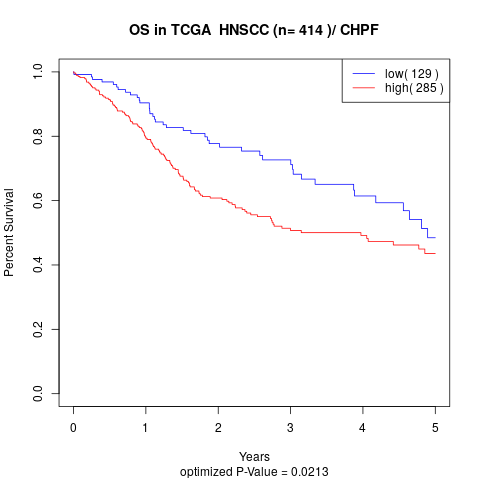 OS in TCGA  HNSCC (n= 414 )/ CHPF
low( 129 )
high( 285 )
Percent Survival
1.0
0.8
0.6
0.4
0.2
0.0
0 1 2 3 4 5
Years
optimized P-Value = 0.0213